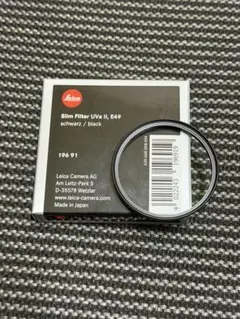 Leica
Slim Filter UVa II, E49
schwarz / black
196 91
Leica Camera AG
Am Leitz-Park 5
D-35578 Wetzlar
www.leica-camera.com
Made in Japan